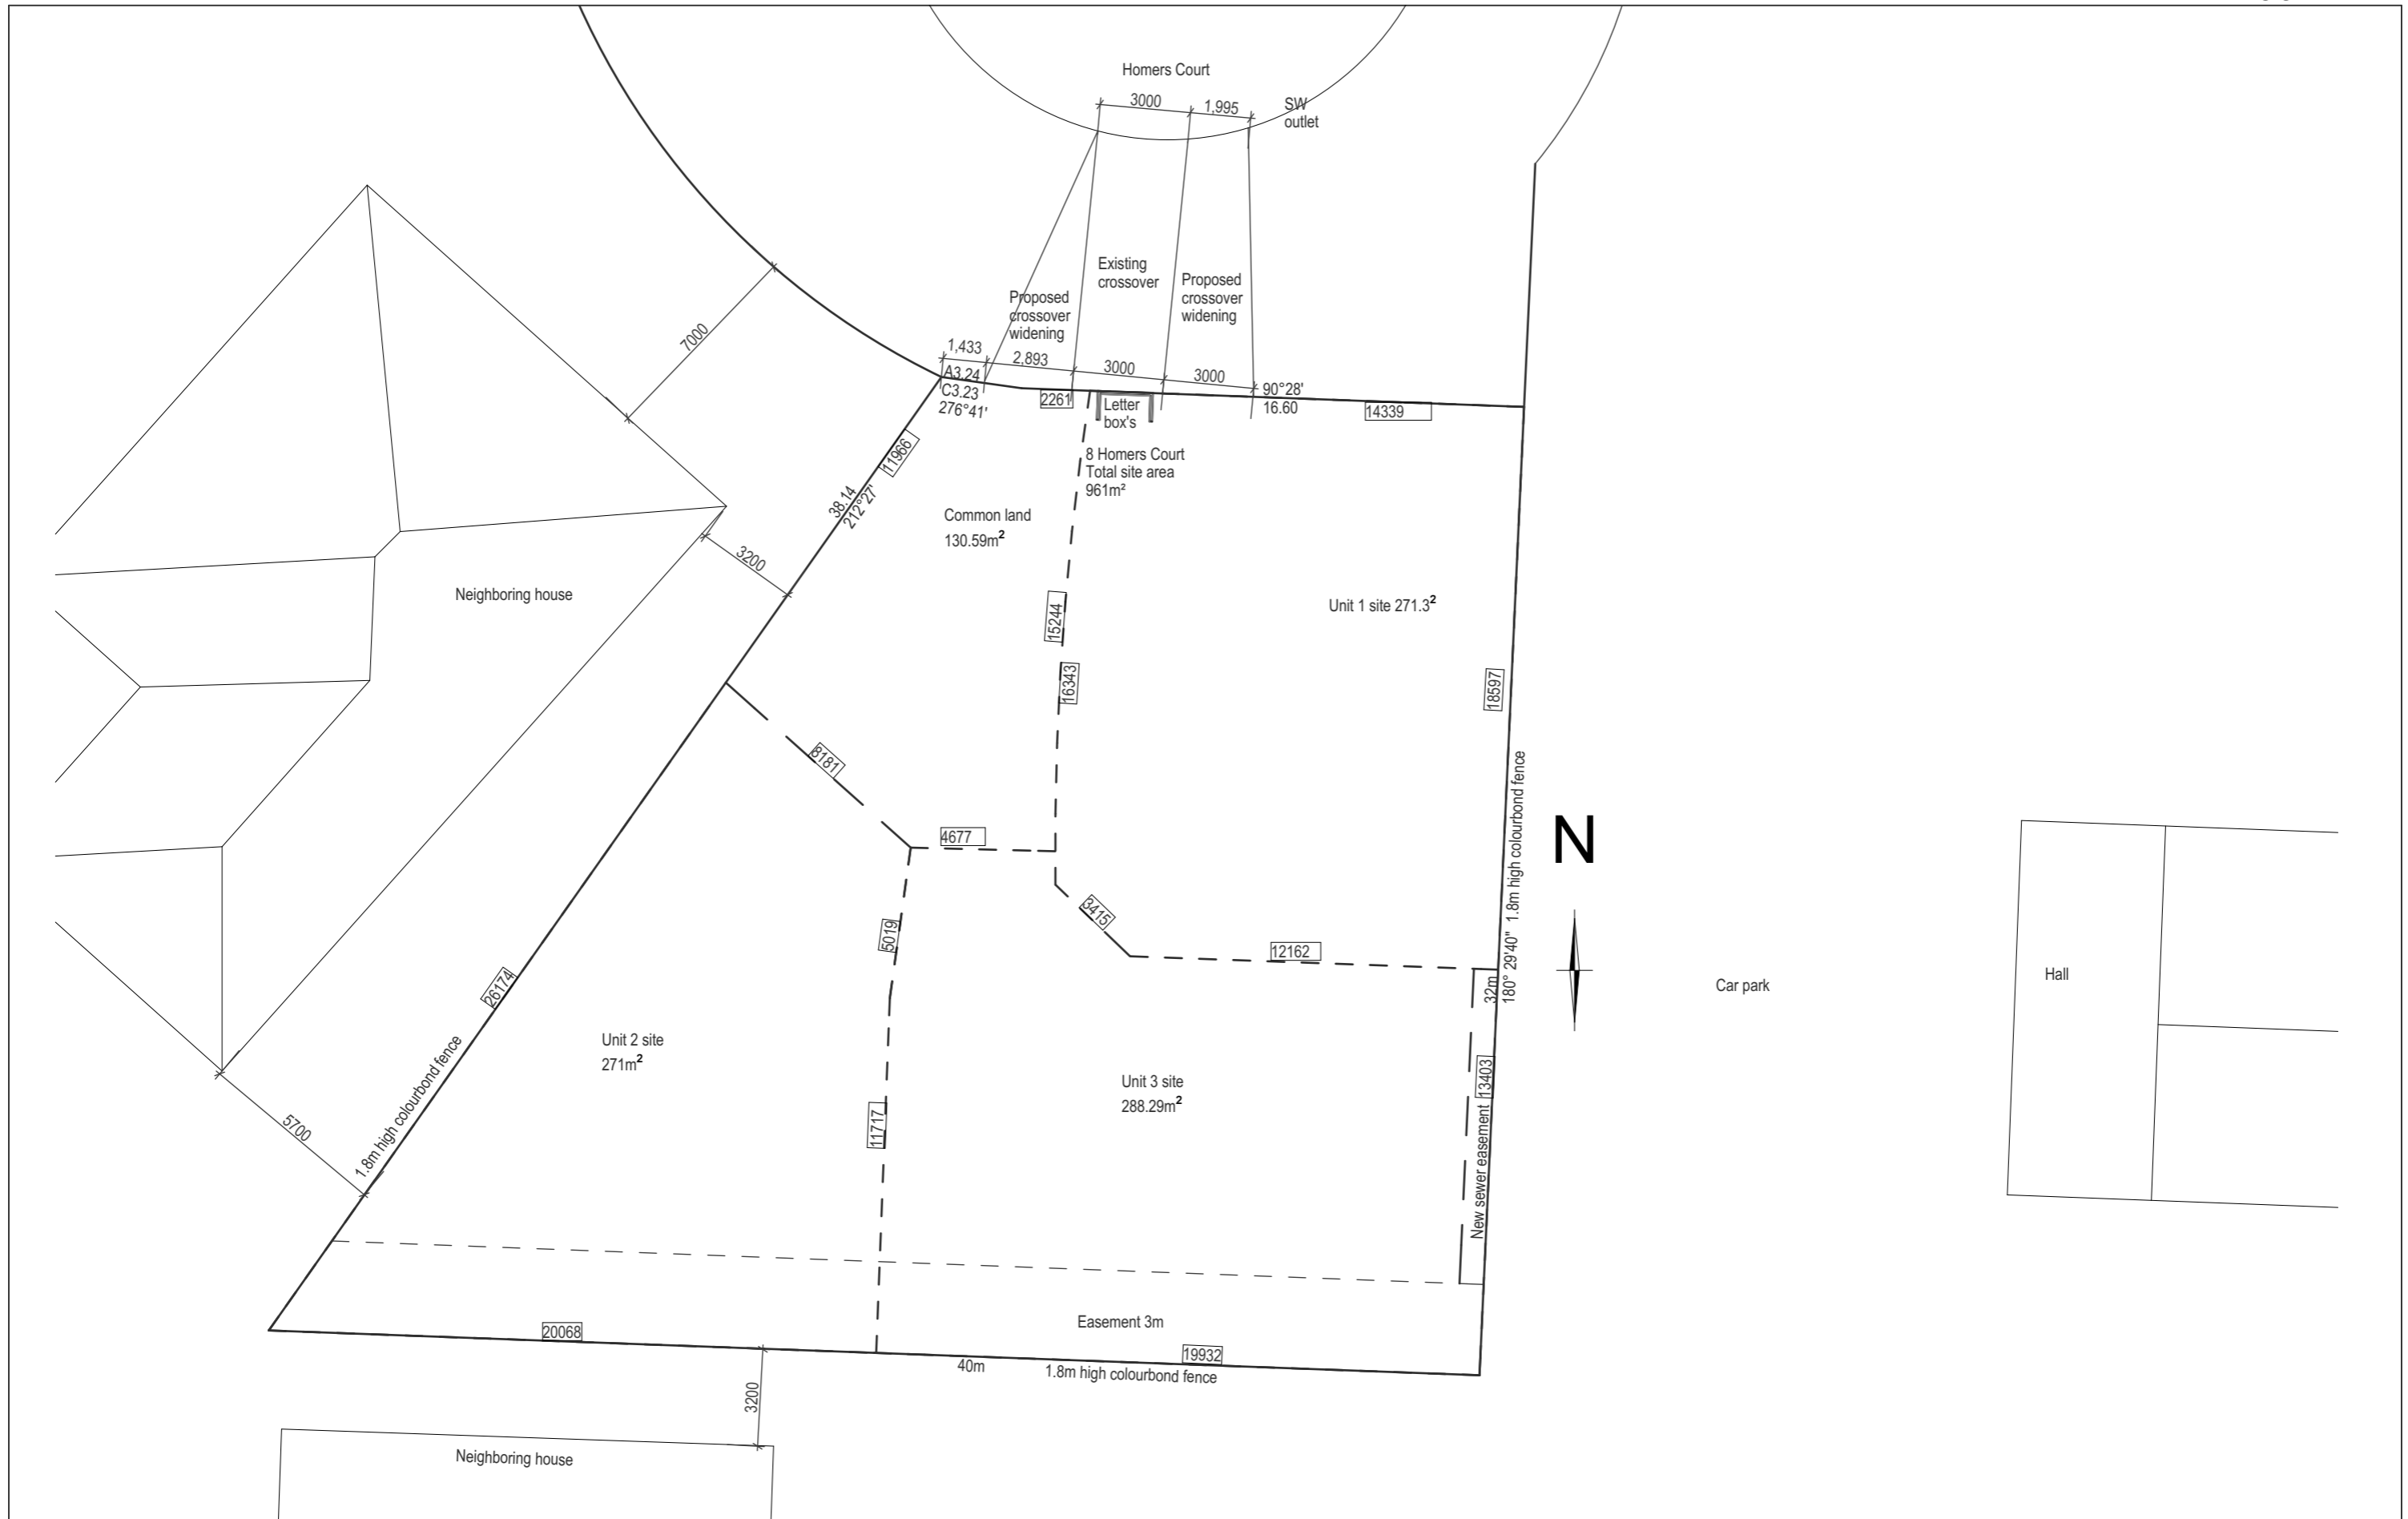 Homers Court
3000
1,995
SW
outlet
Existing
crossover
Proposed
crossover
widening
Proposed
crossover
widening
7000
1,433
2,893
3000
3000
A3.24
C3.23
276°41'
2261
Letter
box's
90°28'
16.60
14339
11966
38.14
212°27'
8 Homers Court
Total site area
961m²
Common land
130.59m²
3200
Neighboring house
15244
Unit 1 site 271.3²
16343
18597
8181
4677
1.8m high colourbond fence
N
3415
5019
12162
32m
180° 29'40"
Car park
Hall
26174
Unit 2 site
271m²
Unit 3 site
288.29m²
13403
New sewer easement
11717
1.8m high colourbond fence
5700
Easement 3m
20068
19932
40m
1.8m high colourbond fence
3200
Neighboring house